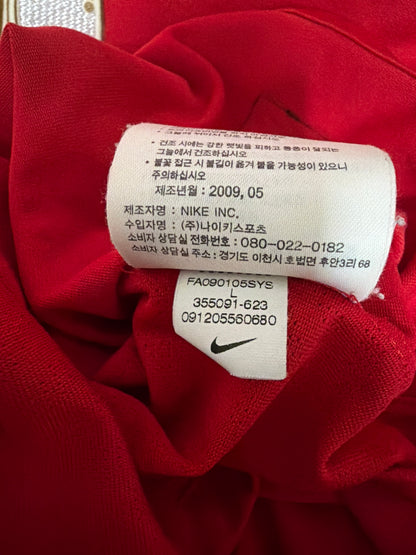 • 건조 시에는 강한 햇빛을 피하고 통풍이 잘되는
그늘에서 건조하십시오
• 불꽃 접근 시 불길이 옮겨 붙을 가능성이 있으니
주의하십시오
제조년월 : 2009, 05
제조자명 : NIKE INC.
수입자명 : (주)나이키스포츠
소비자 상담실 전화번호 : 080-022-0182
소비자 상담실 주소 : 경기도 이천시 호법면 후안3리 68
FA090105SYS
L
355091-623
091205560680